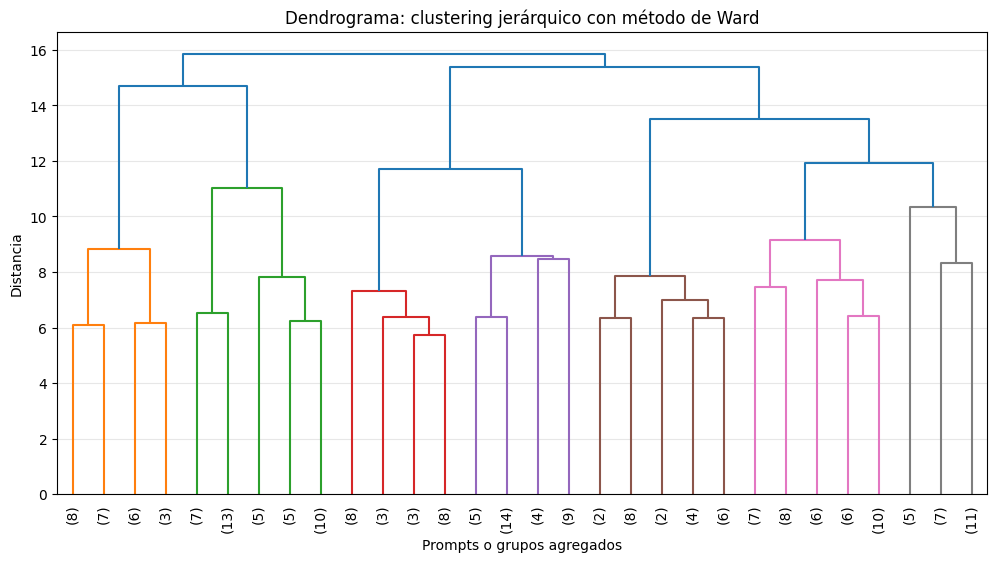 Dendrograma: clustering jerárquico con método de Ward
16
14
12
10
8
6
4
2
0
Distancia
(8) (7) (6) (3) (7) (13) (5) (5) (10) (8) (3) (3) (8) (5) (14) (4) (9) (2) (8) (2) (4) (6) (7) (8) (6) (6) (10) (5) (7) (11)
Prompts o grupos agregados